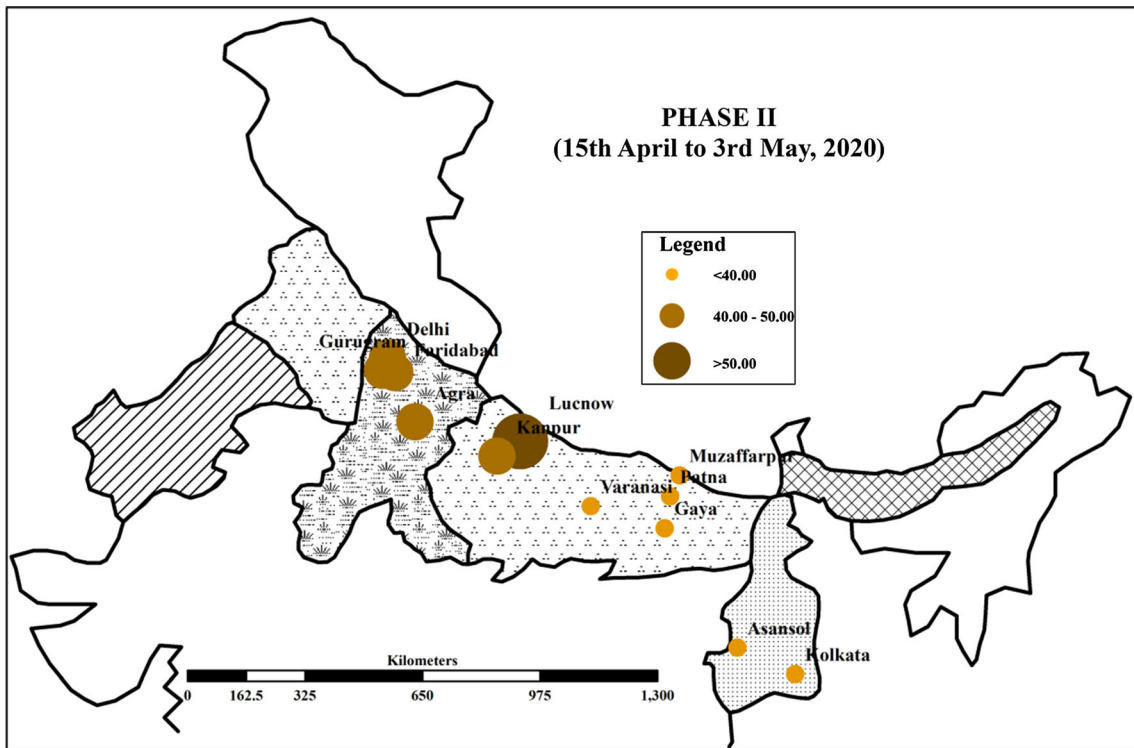 PHASE II
(15th April to 3rd May, 2020)
Legend
<40.00
40.00 - 50.00
>50.00
Delhi
Gurugram
Faridabad
Agra
Lucnow
Kanpur
Muzaffarpur
Patna
Varanasi
Gaya
Asansol
Kolkata
Kilometers
0 162.5 325 650 975 1,300